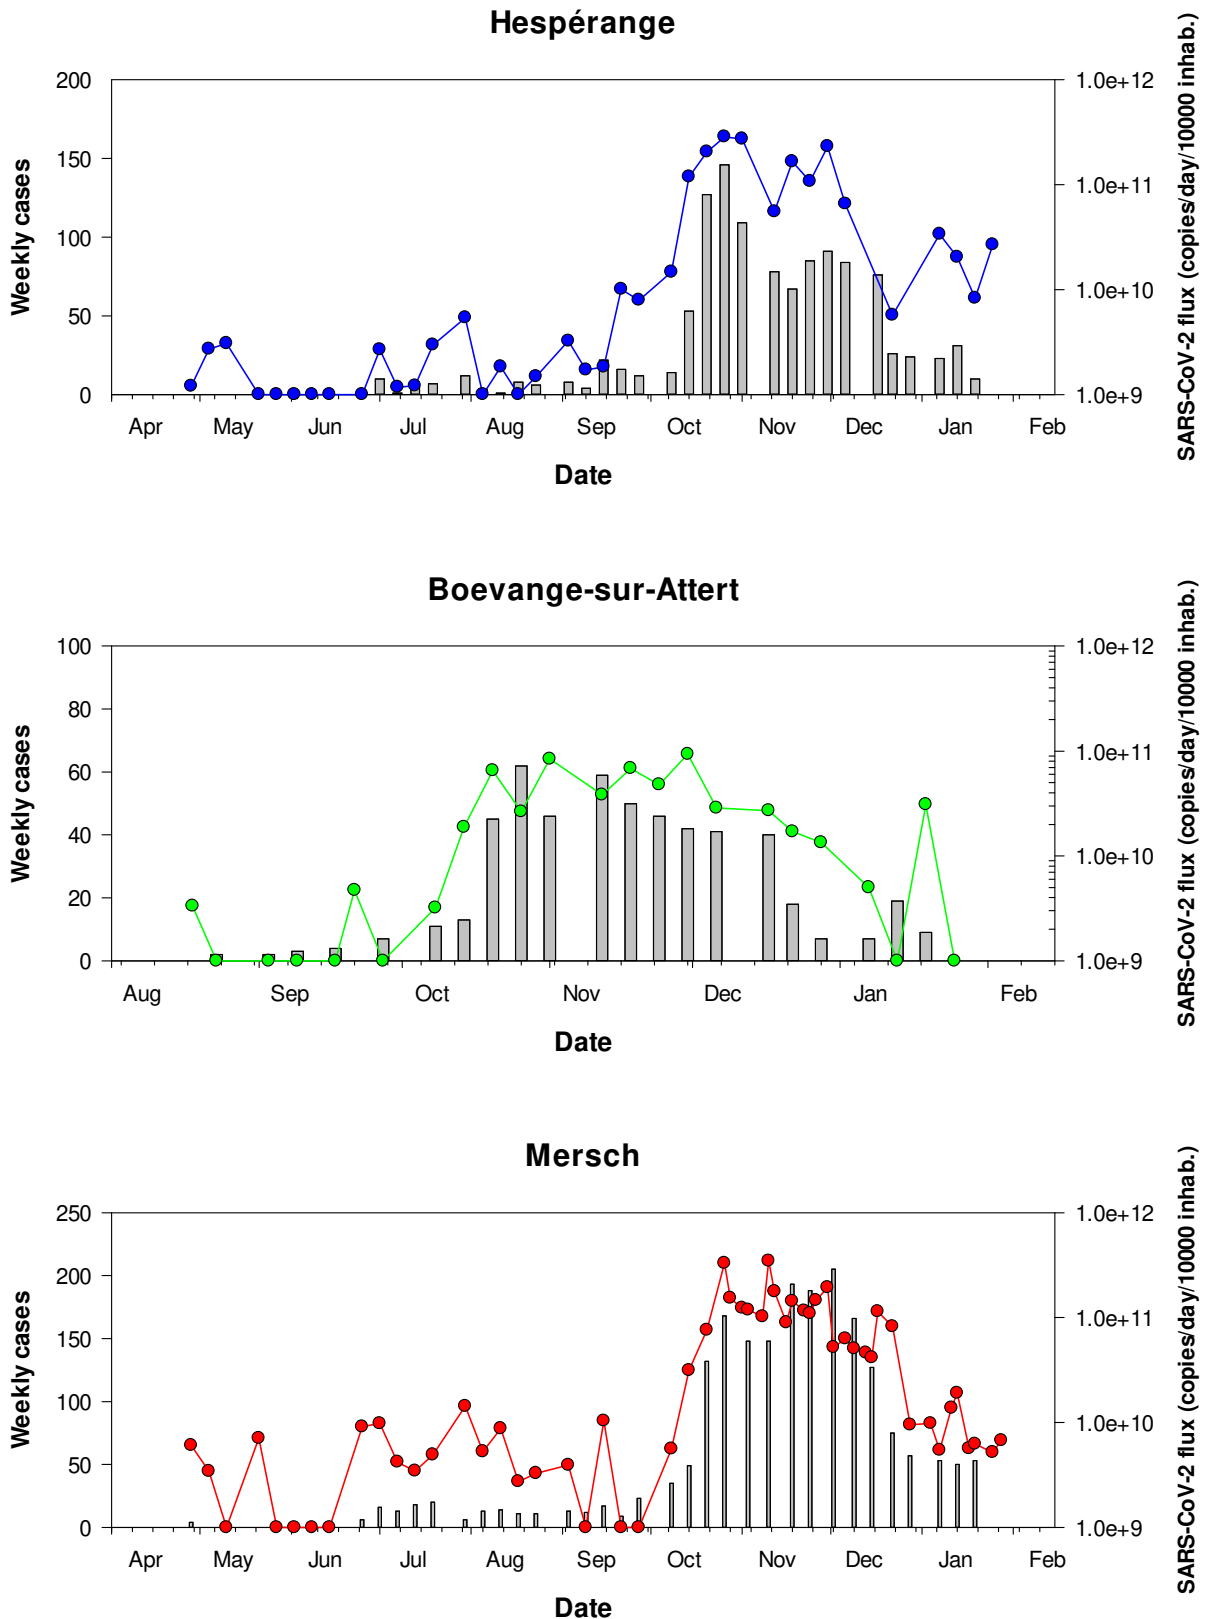 Hespérange
Weekly cases
SARS-CoV-2 flux (copies/day/10000 inhab.)
200
150
100
50
0
1.0e+12
1.0e+11
1.0e+10
1.0e+9
Apr May Jun Jul Aug Sep Oct Nov Dec Jan Feb
Date
Boevange-sur-Attert
Weekly cases
SARS-CoV-2 flux (copies/day/10000 inhab.)
100
80
60
40
20
0
1.0e+12
1.0e+11
1.0e+10
1.0e+9
Aug Sep Oct Nov Dec Jan Feb
Date
Mersch
Weekly cases
SARS-CoV-2 flux (copies/day/10000 inhab.)
250
200
150
100
50
0
1.0e+12
1.0e+11
1.0e+10
1.0e+9
Apr May Jun Jul Aug Sep Oct Nov Dec Jan Feb
Date